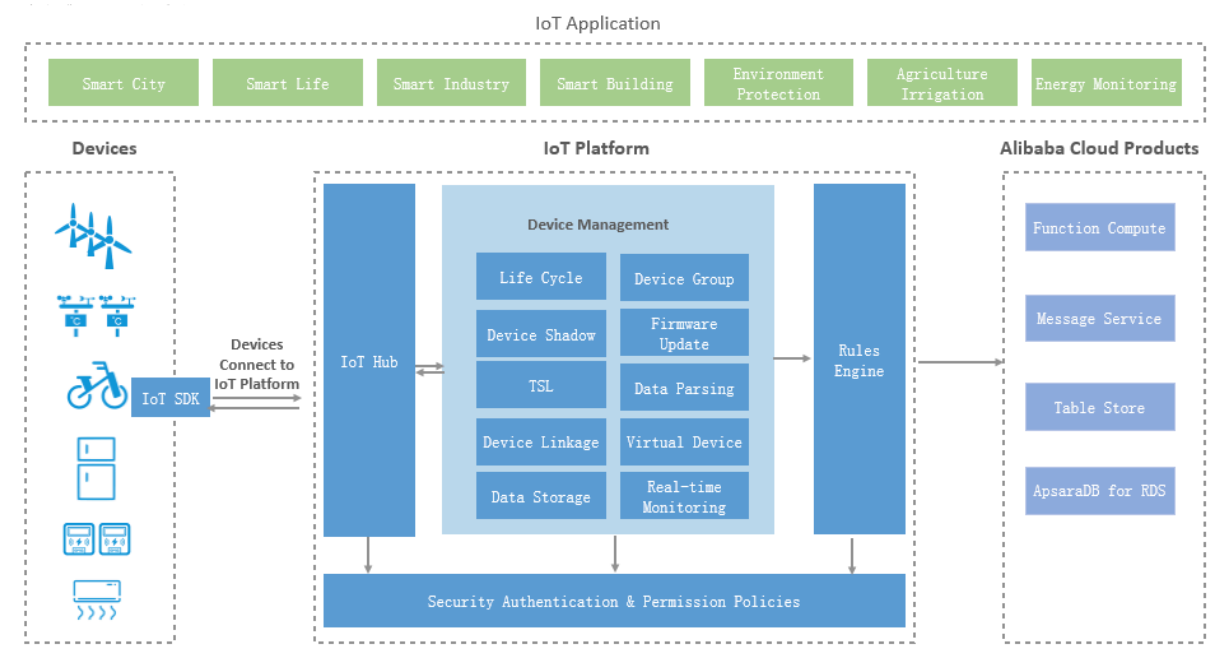 IoT Application
Smart City
Smart Life
Smart Industry
Smart Building
Environment
Protection
Agriculture
Irrigation
Energy Monitoring
Devices
IoT Platform
Alibaba Cloud Products
Devices
Connect to
IoT Platform
IoT SDK
°C
°C
IoT Hub
Device Management
Life Cycle
Device Group
Device Shadow
Firmware
Update
TSL
Data Parsing
Device Linkage
Virtual Device
Data Storage
Real-time
Monitoring
Rules
Engine
Security Authentication & Permission Policies
Function Compute
Message Service
Table Store
ApsaraDB for RDS